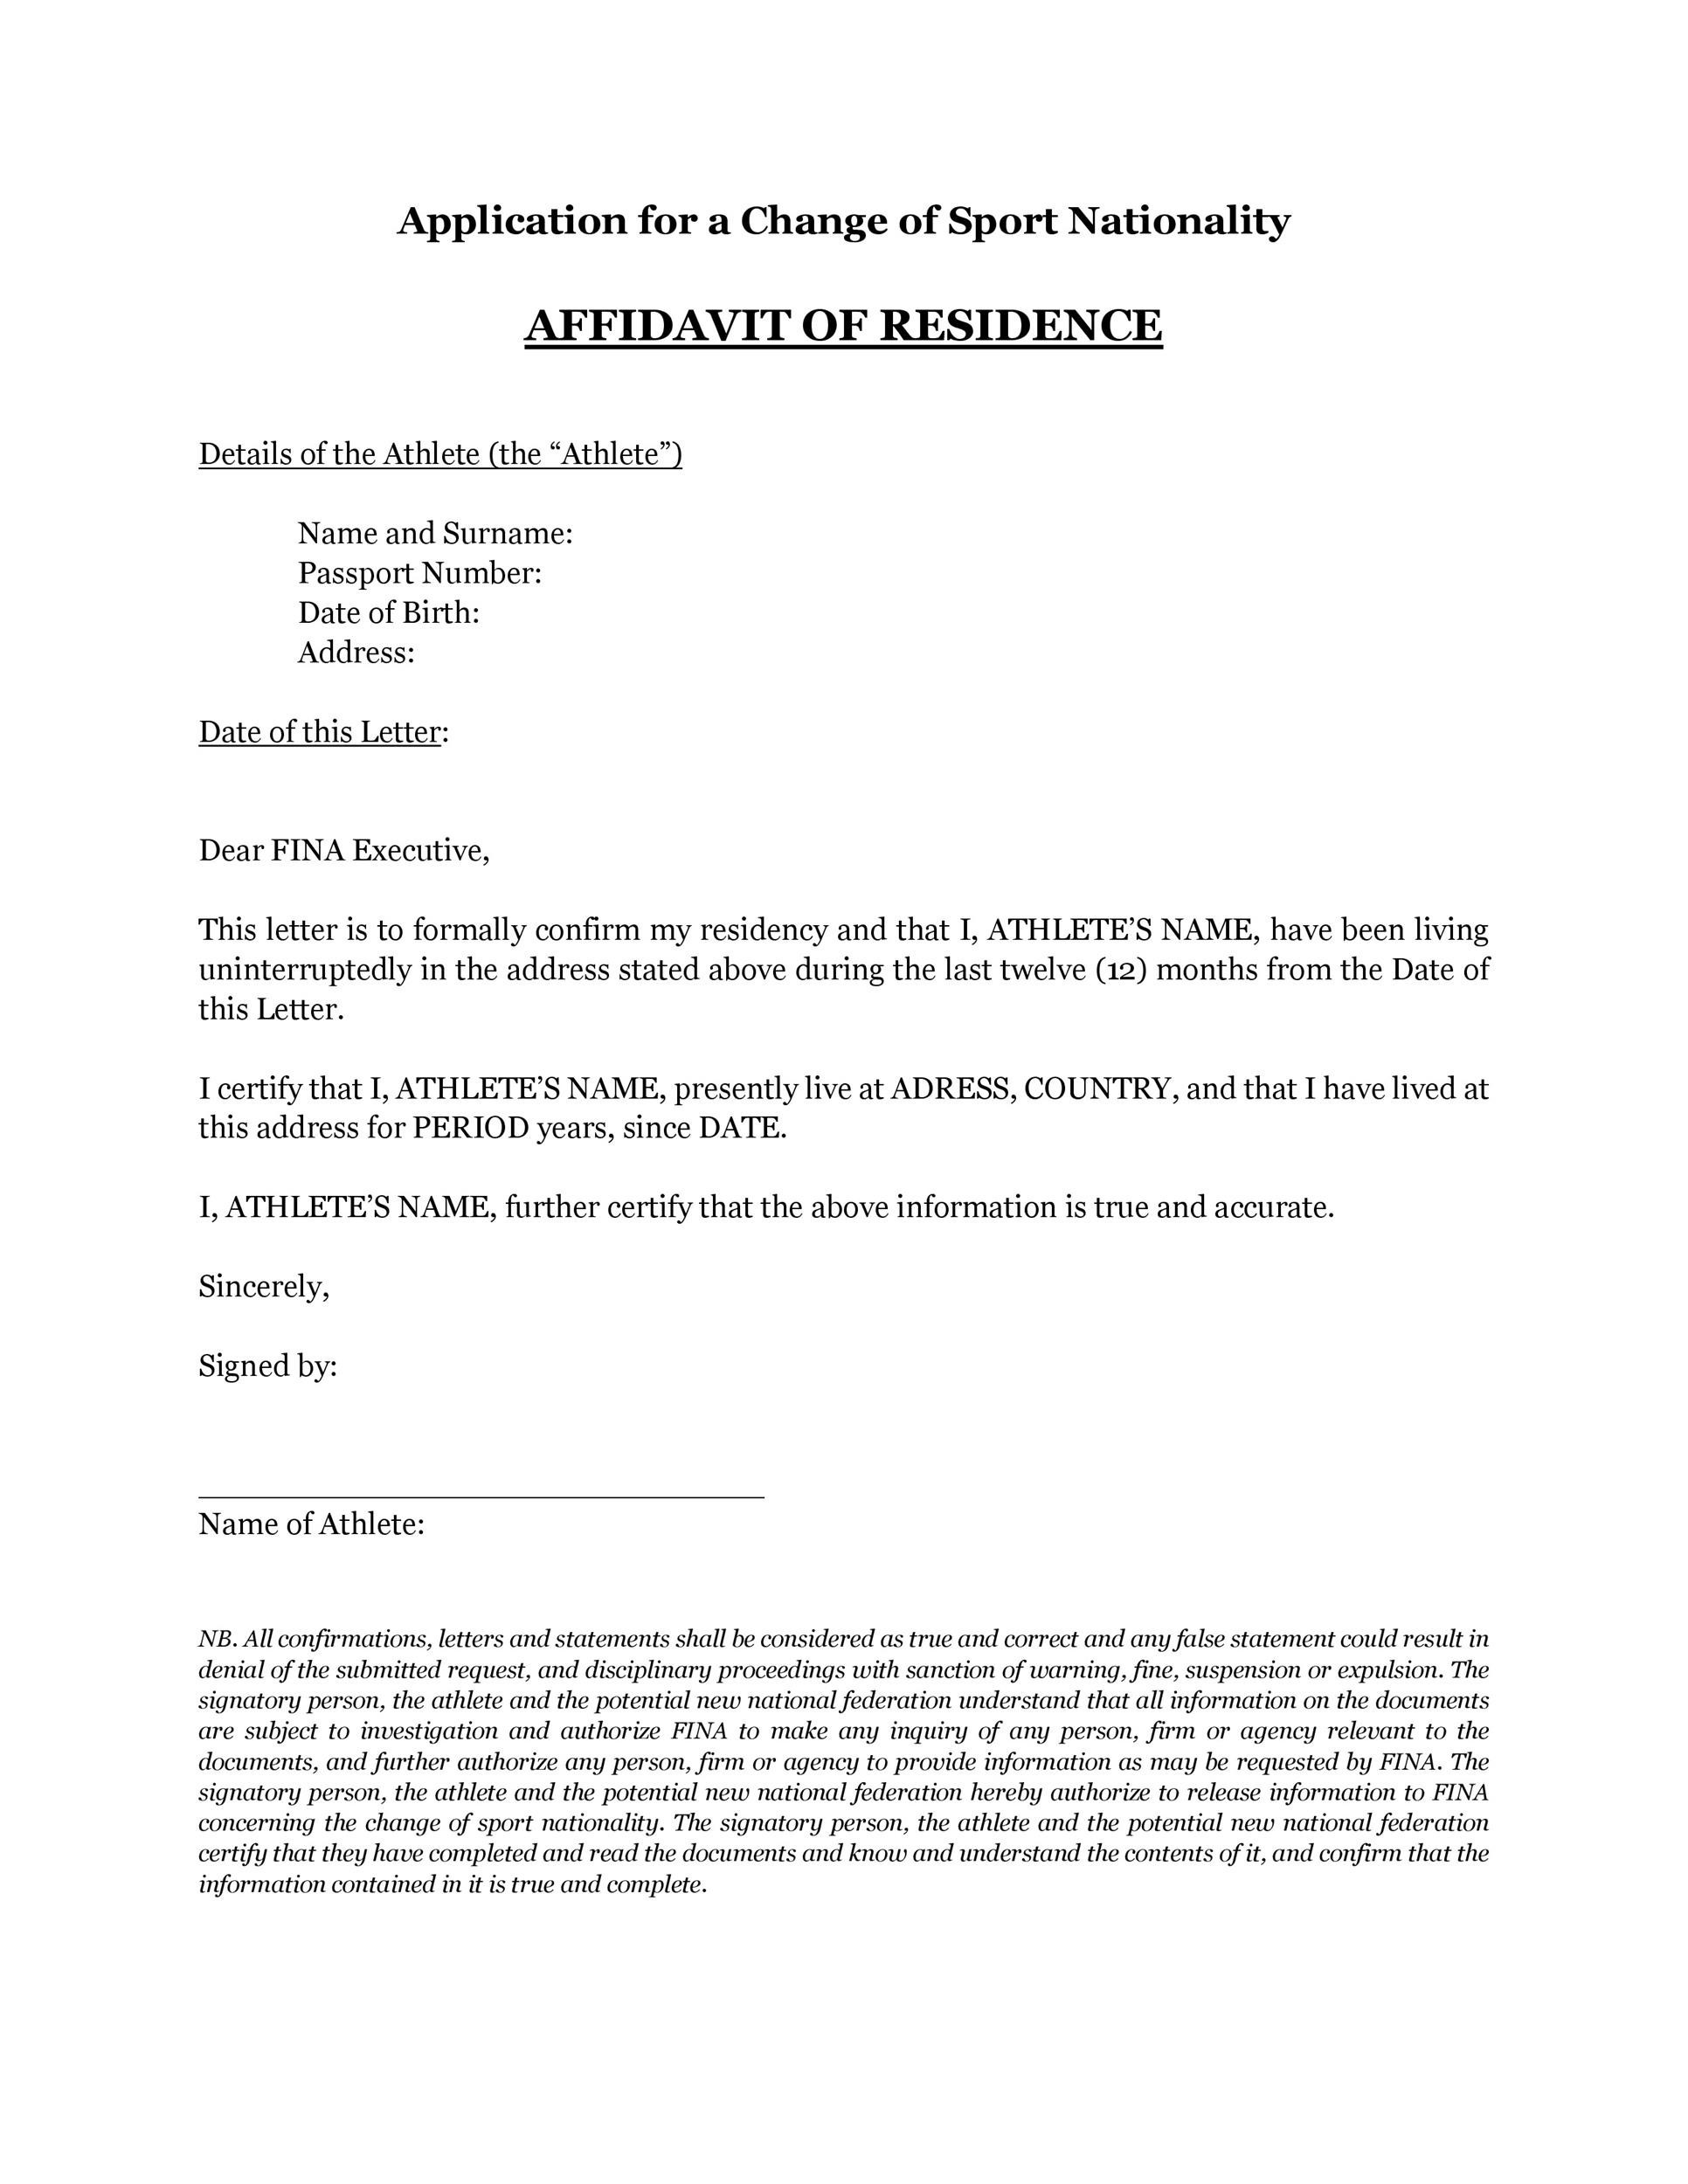 Application for a Change of Sport Nationality
AFFIDAVIT OF RESIDENCE
Details of the Athlete (the “Athlete”)
Name and Surname:
Passport Number:
Date of Birth:
Address:
Date of this Letter:
Dear FINA Executive,
This letter is to formally confirm my residency and that I, ATHLETE’S NAME, have been living
uninterruptedly in the address stated above during the last twelve (12) months from the Date of
this Letter.
I certify that I, ATHLETE’S NAME, presently live at ADRESS, COUNTRY, and that I have lived at
this address for PERIOD years, since DATE.
I, ATHLETE’S NAME, further certify that the above information is true and accurate.
Sincerely,
Signed by:
Name of Athlete:
NB. All confirmations, letters and statements shall be considered as true and correct and any false statement could result in
denial of the submitted request, and disciplinary proceedings with sanction of warning, fine, suspension or expulsion. The
signatory person, the athlete and the potential new national federation understand that all information on the documents
are subject to investigation and authorize FINA to make any inquiry of any person, firm or agency relevant to the
documents, and further authorize any person, firm or agency to provide information as may be requested by FINA. The
signatory person, the athlete and the potential new national federation hereby authorize to release information to FINA
concerning the change of sport nationality. The signatory person, the athlete and the potential new national federation
certify that they have completed and read the documents and know and understand the contents of it, and confirm that the
information contained in it is true and complete.